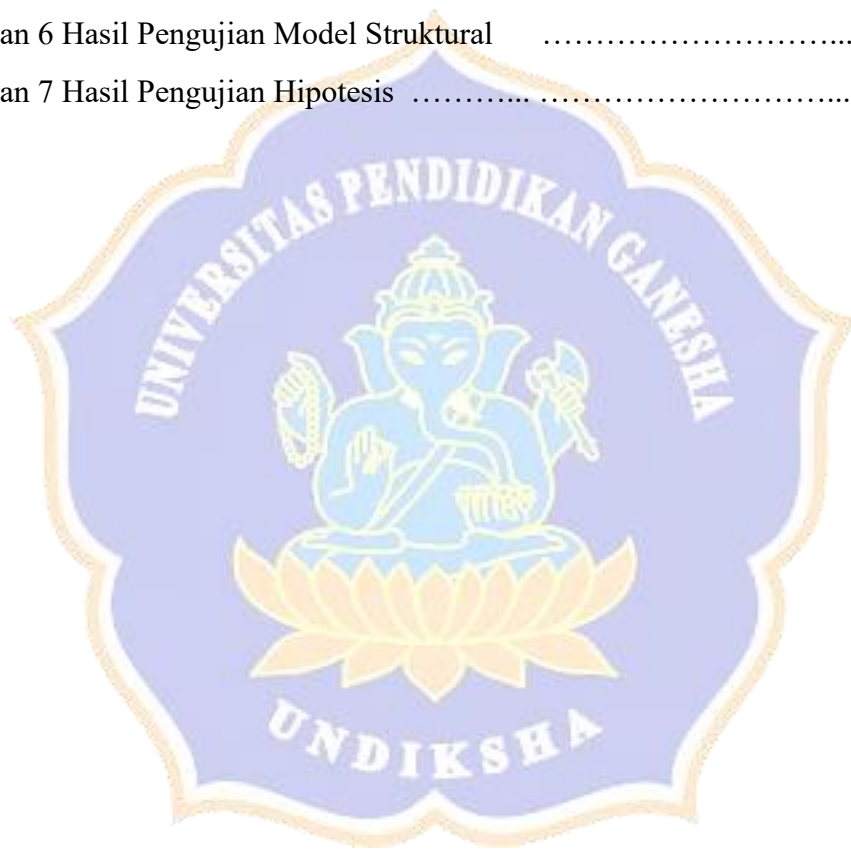 an 6 Hasil Pengujian Model Struktural ………………………...
an 7 Hasil Pengujian Hipotesis ………... ………………………...
UNIVERSITAS PENDIDIKAN GANESHA
UNDIKSHA